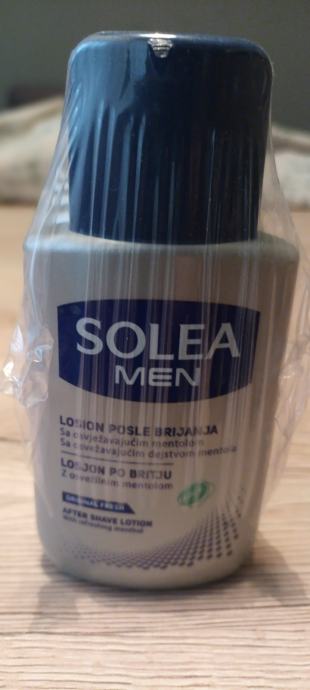 SOLEA
MEN
LOSION POSLE BRIJANJA
Sa osvježavajućim mentolom
Sa osvežavajućim dejstvom mentola
LOSJON PO BRITJU
Z osvežilnim mentolom
ORIGINAL FRESH
AFTER SHAVE LOTION
With refreshing menthol